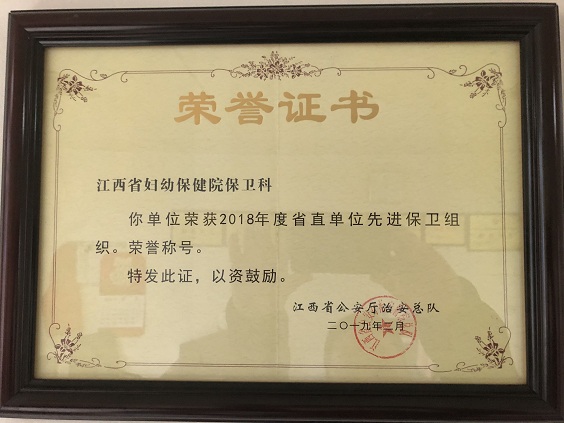 荣誉证书
江西省妇幼保健院保卫科
你单位荣获2018年度省直单位先进保卫组
织。荣誉称号。
特发此证，以资鼓励。
江西省公安厅治安总队
二〇一九年 月